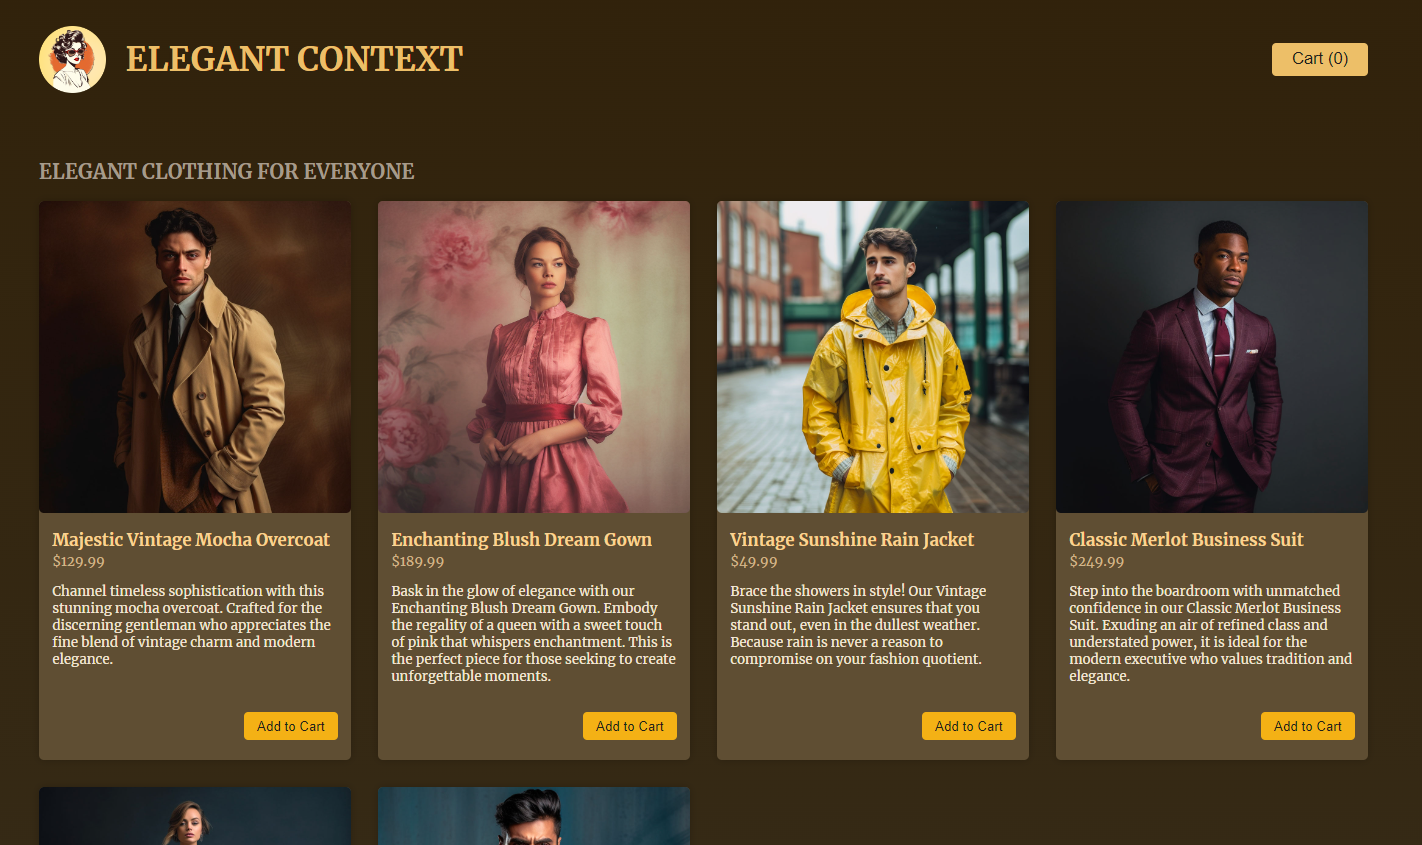 ELEGANT CONTEXT
Cart (0)
ELEGANT CLOTHING FOR EVERYONE
Majestic Vintage Mocha Overcoat
$129.99
Channel timeless sophistication with this
stunning mocha overcoat. Crafted for the
discerning gentleman who appreciates the
fine blend of vintage charm and modern
elegance.
Add to Cart
Enchanting Blush Dream Gown
$189.99
Bask in the glow of elegance with our
Enchanting Blush Dream Gown. Embody
the regality of a queen with a sweet touch
of pink that whispers enchantment. This is
the perfect piece for those seeking to create
unforgettable moments.
Add to Cart
Vintage Sunshine Rain Jacket
$49.99
Brace the showers in style! Our Vintage
Sunshine Rain Jacket ensures that you
stand out, even in the dullest weather.
Because rain is never a reason to
compromise on your fashion quotient.
Add to Cart
Classic Merlot Business Suit
$249.99
Step into the boardroom with unmatched
confidence in our Classic Merlot Business
Suit. Exuding an air of refined class and
understated power, it is ideal for the
modern executive who values tradition and
elegance.
Add to Cart